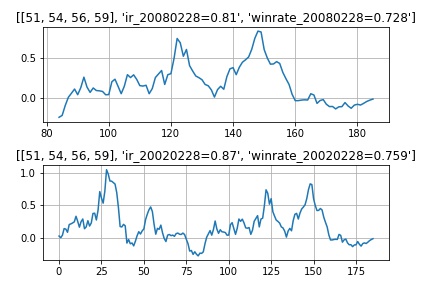 [[51, 54, 56, 59], 'ir_20080228=0.81', 'winrate_20080228=0.728']
0.5
0.0
80 100 120 140 160 180
[[51, 54, 56, 59], 'ir_20020228=0.87', 'winrate_20020228=0.759']
1.0
0.5
0.0
0 25 50 75 100 125 150 175